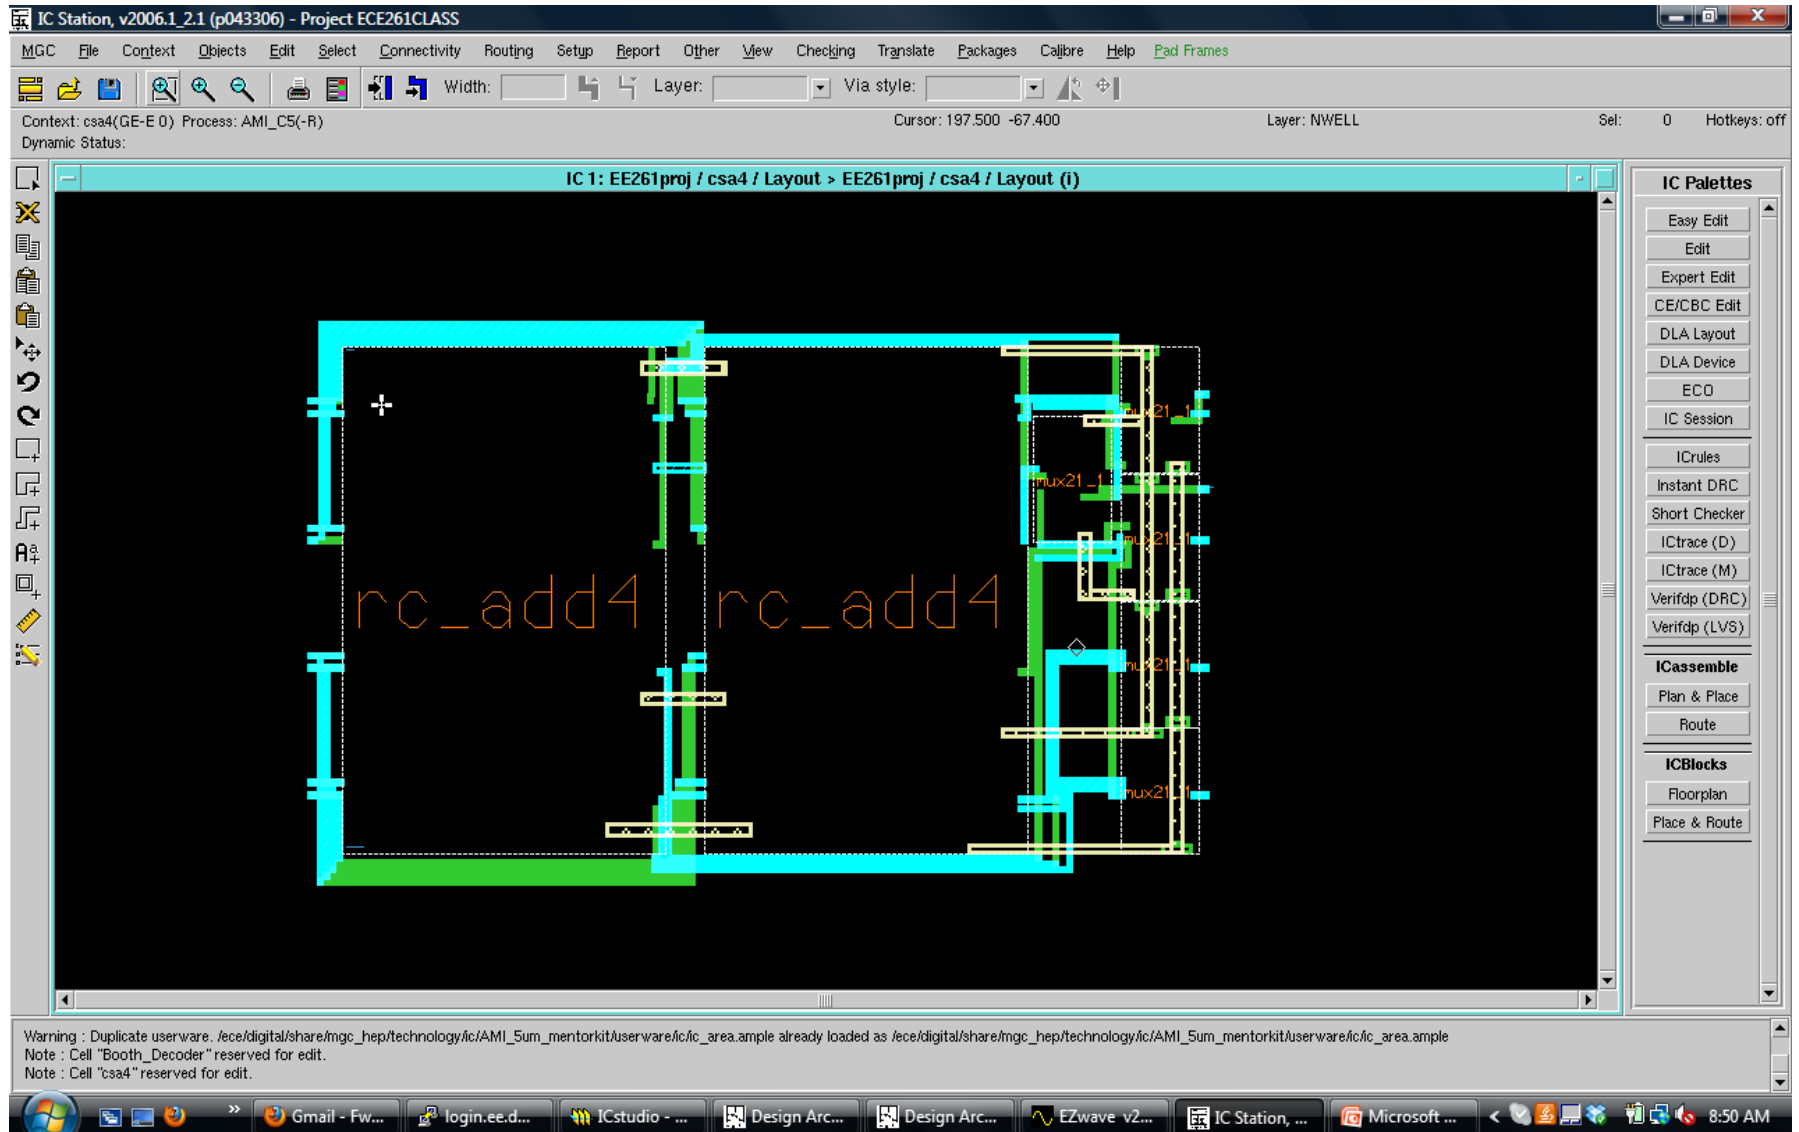 IC Station, v2006.1_2.1 (p043306) - Project ECE261CLASS
MGC File Context Objects Edit Select Connectivity Routing Setup Report Other View Checking Translate Packages Calibre Help Pad Frames
Width: Layer: Via style:
Context: csa4(GE-E 0) Process: AMI_C5(-R) Cursor: 197.500 -67.400 Layer: NWELL Sel: 0 Hotkeys: off
Dynamic Status:
IC 1: EE261proj / csa4 / Layout > EE261proj / csa4 / Layout (i)
mux21_1
mux21_1
mux21_1
rc_add4 rc_add4
mux21_1
mux21_1
IC Palettes
Easy Edit
Edit
Expert Edit
CE/CBC Edit
DLA Layout
DLA Device
ECO
IC Session
ICrules
Instant DRC
Short Checker
ICtrace (D)
ICtrace (M)
Verifdp (DRC)
Verifdp (LVS)
ICassemble
Plan & Place
Route
ICBlocks
Floorplan
Place & Route
Warning : Duplicate userware. /ece/digital/share/mgc_hep/technology/ic/AMI_5um_mentorkit/userware/ic/ic_area.ample already loaded as /ece/digital/share/mgc_hep/technology/ic/AMI_5um_mentorkit/userware/ic/ic_area.ample
Note : Cell "Booth_Decoder" reserved for edit.
Note : Cell "csa4" reserved for edit.
» Gmail - Fw... login.ee.d... ICstudio - ... Design Arc... Design Arc... EZwave v2... IC Station, ... Microsoft ... 8:50 AM